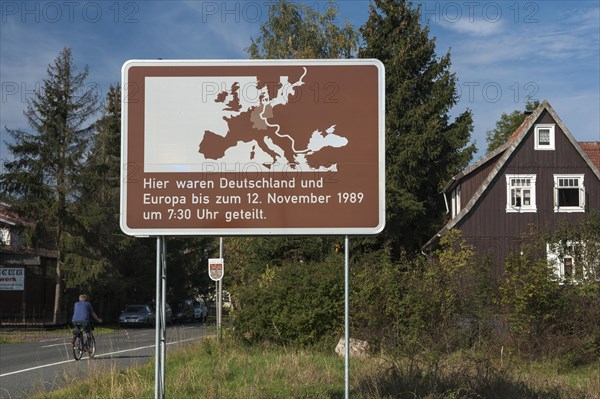 Hier waren Deutschland und
Europa bis zum 12. November 1989
um 7:30 Uhr geteilt.